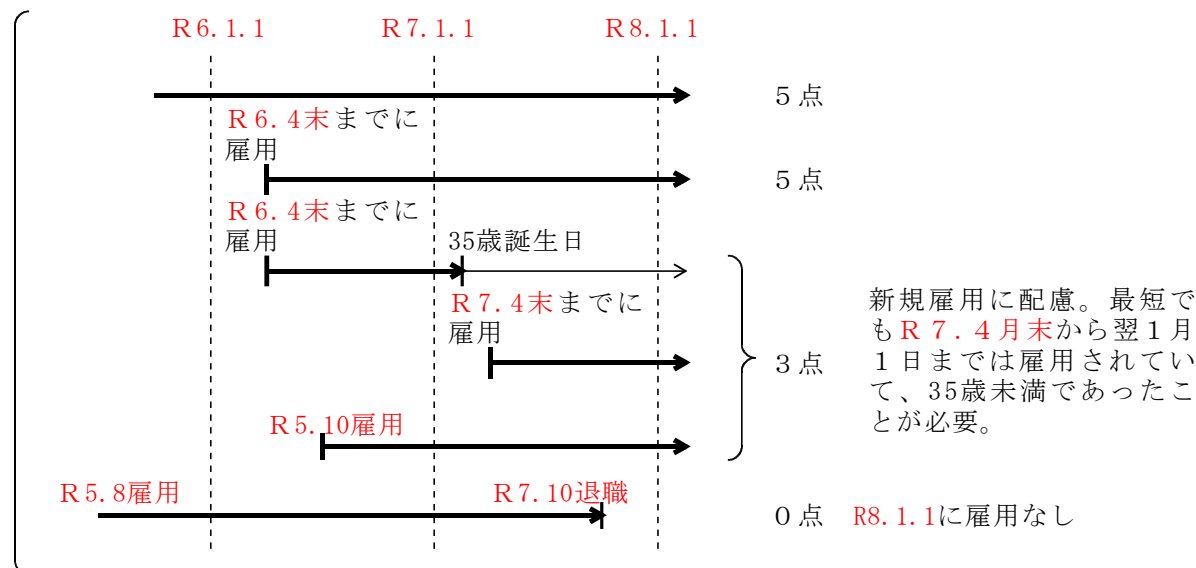 R6.1.1 R7.1.1 R8.1.1
5点
R6.4末までに
雇用
5点
R6.4末までに
雇用
35歳誕生日
R7.4末までに
雇用
3点
新規雇用に配慮。最短で
もR7.4月末から翌1月
1日までは雇用されてい
て、35歳未満であったこ
とが必要。
R5.10雇用
R5.8雇用
R7.10退職
0点 R8.1.1に雇用なし